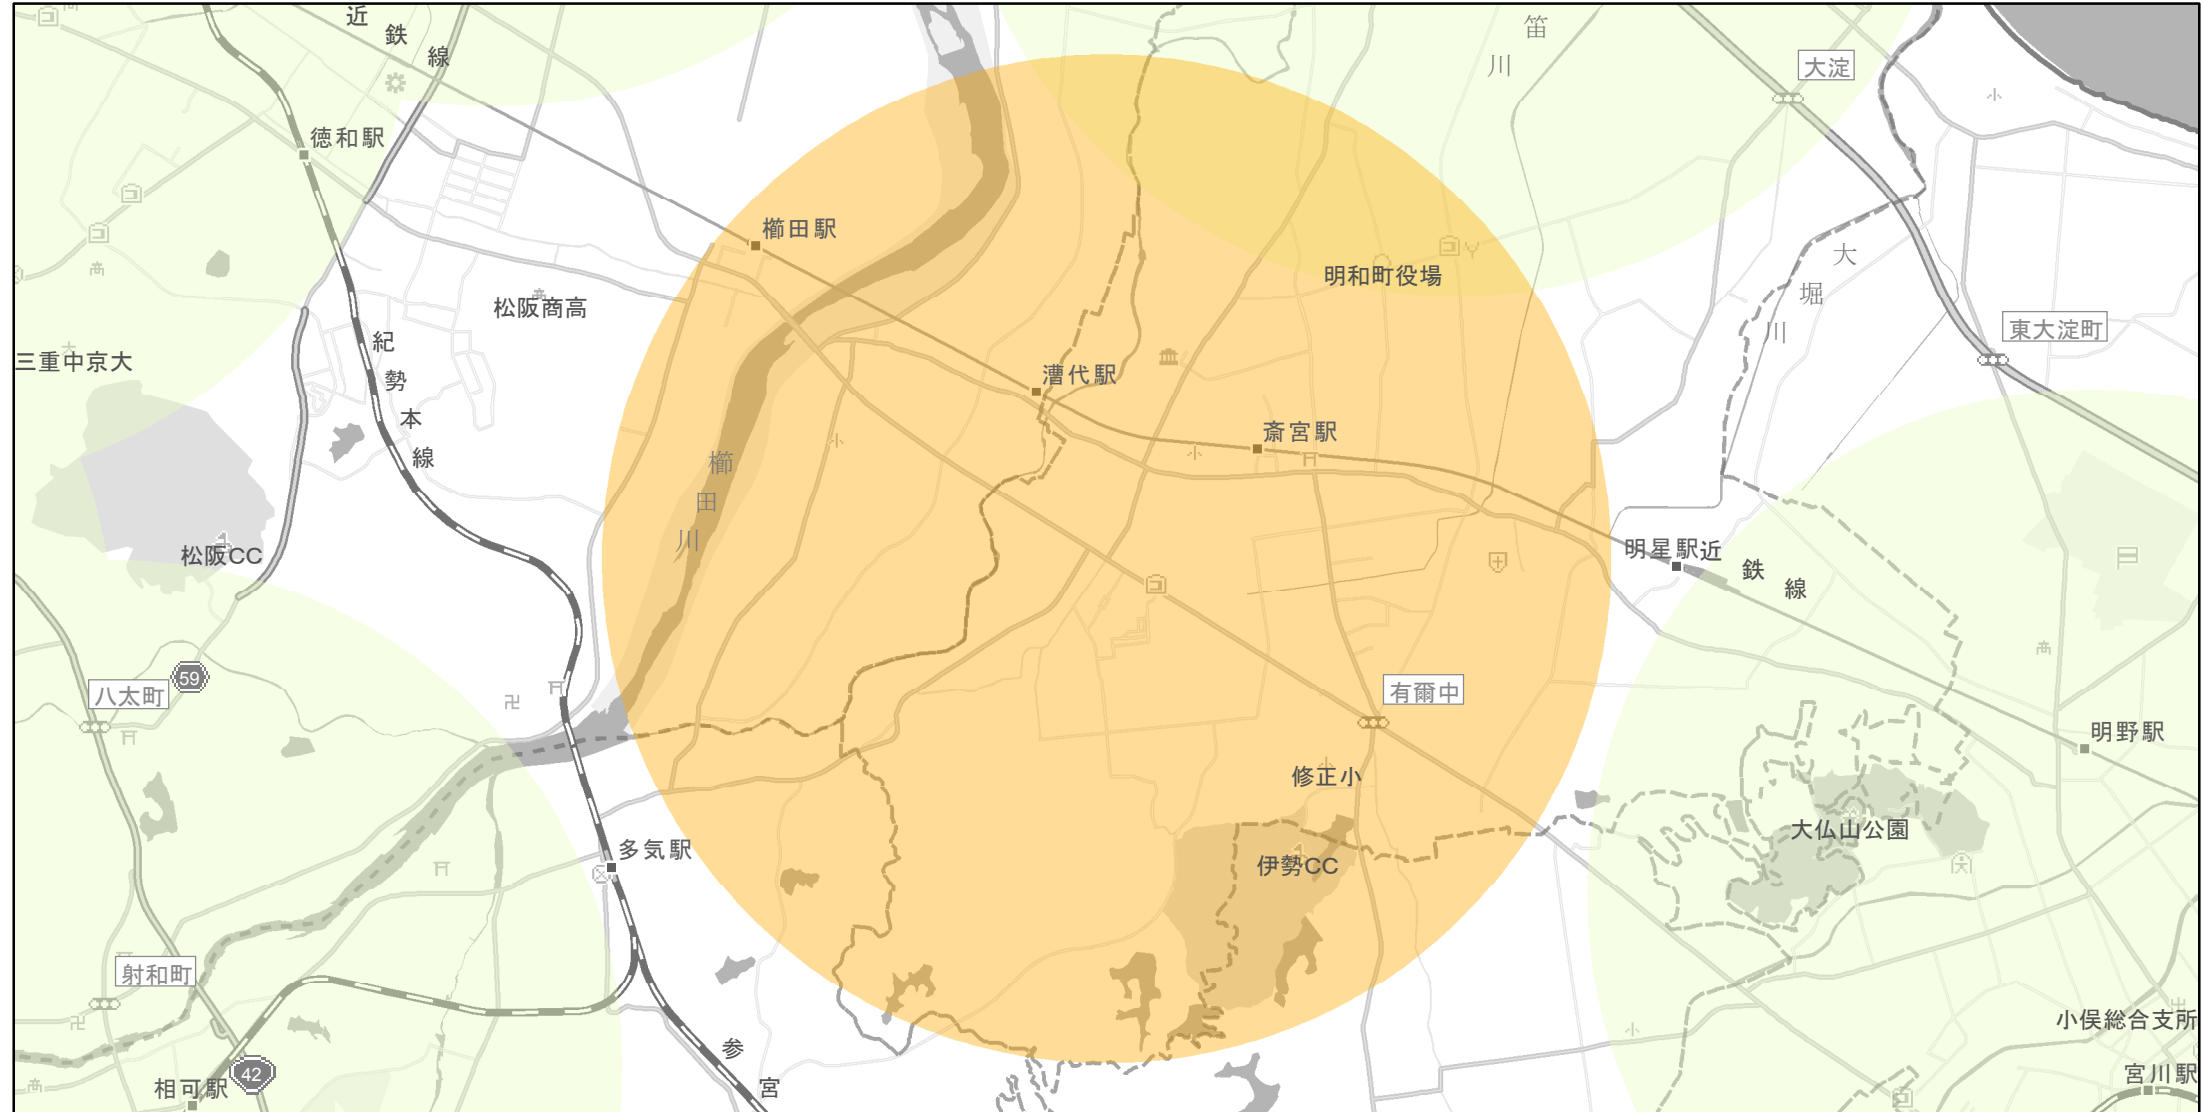 近鉄線
笛川
大淀
徳和駅
櫛田駅
大堀川
明和町役場
松阪商高
東大淀町
紀勢本線
三重中京大
漕代駅
斎宮駅
櫛田川
松阪CC
明星駅
近鉄線
59
八太町
有爾中
明野駅
修正小
大仏山公園
多気駅
伊勢CC
射和町
小俣総合支所
参宮
42
相可駅
宮川駅